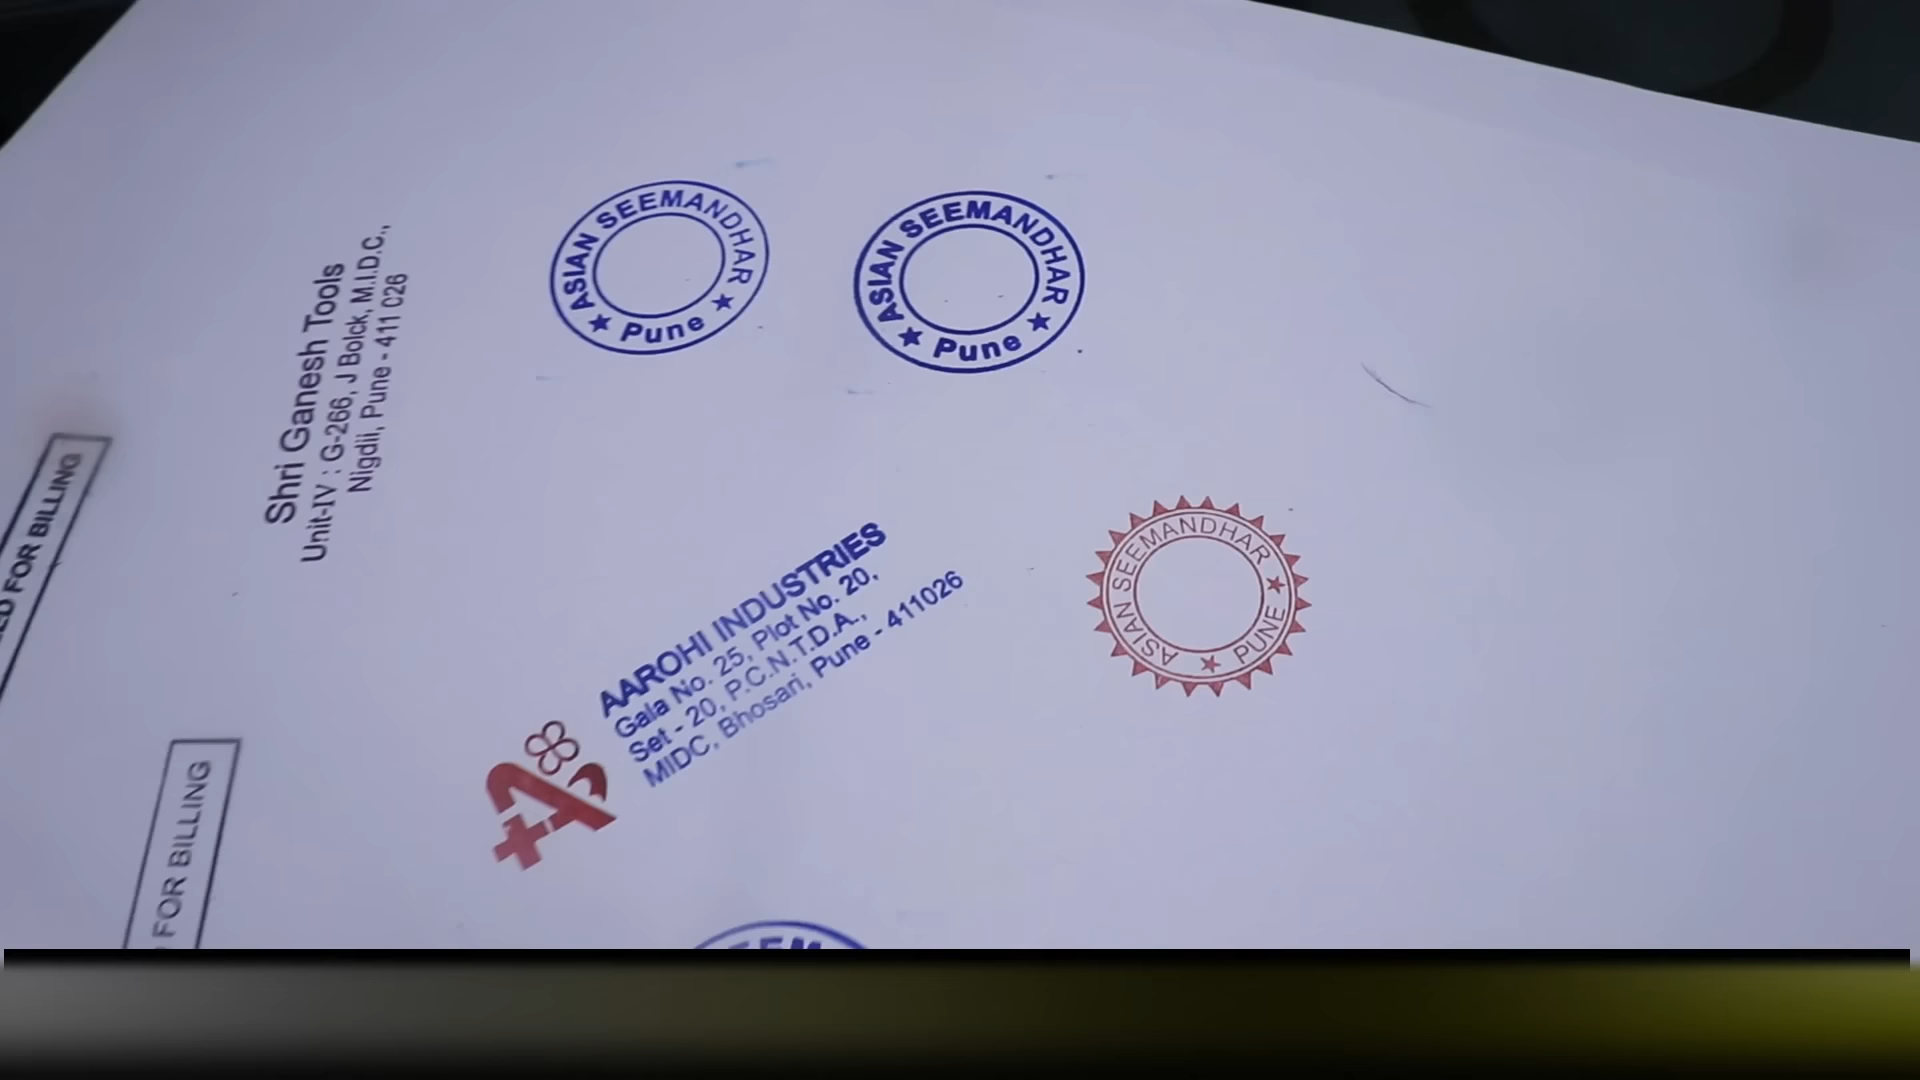 Shri Ganesh Tools
Unit-IV : G-266, J Bolck, M.I.D.C.,
Nigdii, Pune - 411 026
ASIAN SEEMANDHAR
★ Pune ★
ASIAN SEEMANDHAR
★ Pune ★
FOR BILLING
AAROHI INDUSTRIES
Gala No. 25, Plot No. 20,
Set - 20, P.C.N.T.D.A.,
MIDC, Bhosari, Pune - 411026
ASIAN SEEMANDHAR
★ PUNE ★
FOR BILLING